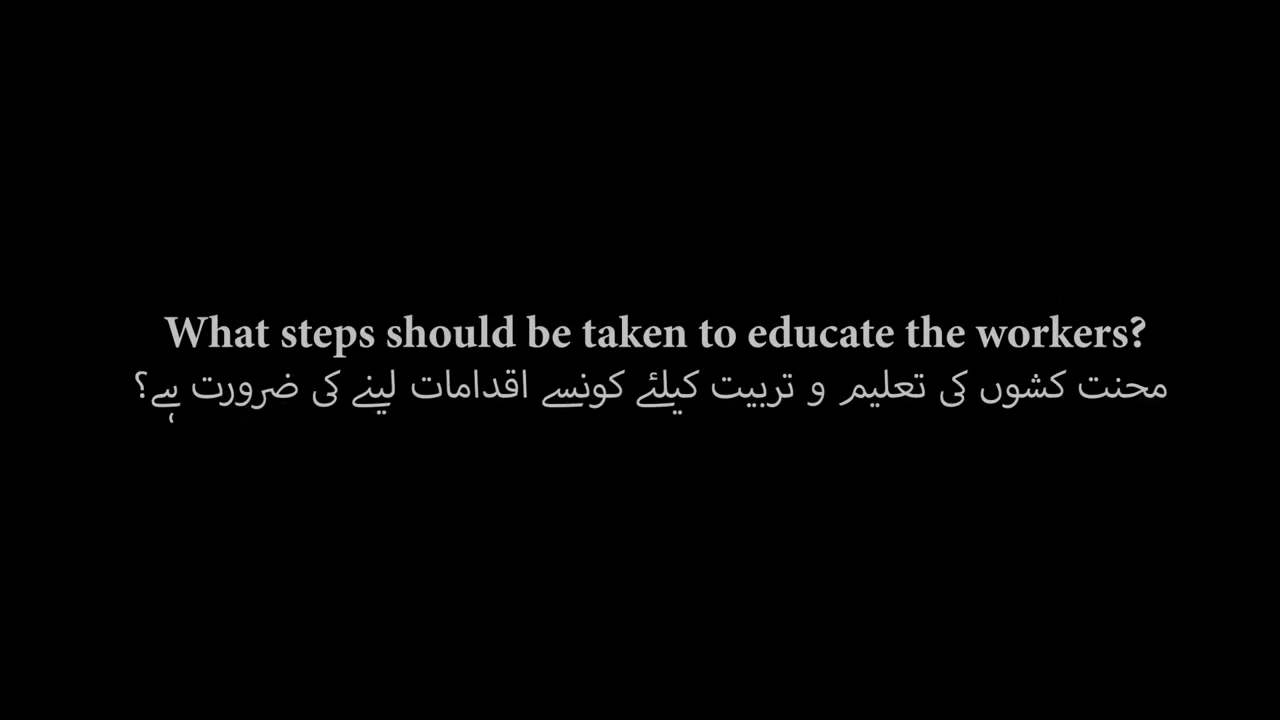 What steps should be taken to educate the workers?
محنت کشوں کی تعلیم و تربیت کیلئے کونسے اقدامات لینے کی ضرورت ہے؟